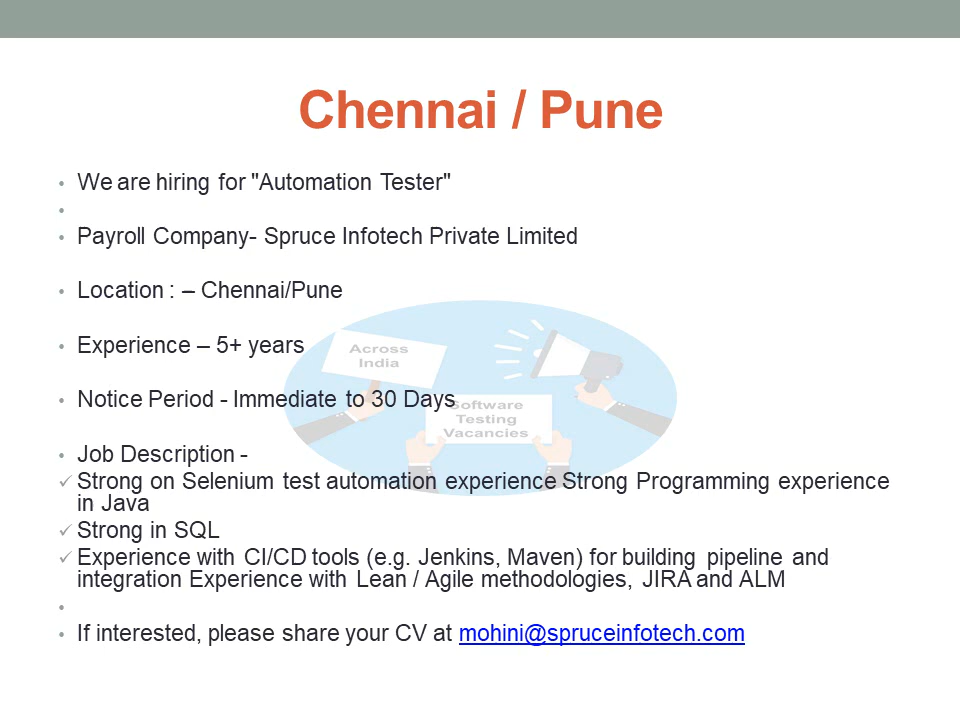 Chennai / Pune
• We are hiring for "Automation Tester"
•
• Payroll Company- Spruce Infotech Private Limited
• Location : – Chennai/Pune
• Experience – 5+ years
Across
India
• Notice Period - Immediate to 30 Days
Software
Testing
Vacancies
• Job Description -
✓ Strong on Selenium test automation experience Strong Programming experience
in Java
✓ Strong in SQL
✓ Experience with CI/CD tools (e.g. Jenkins, Maven) for building pipeline and
integration Experience with Lean / Agile methodologies, JIRA and ALM
•
• If interested, please share your CV at mohini@spruceinfotech.com